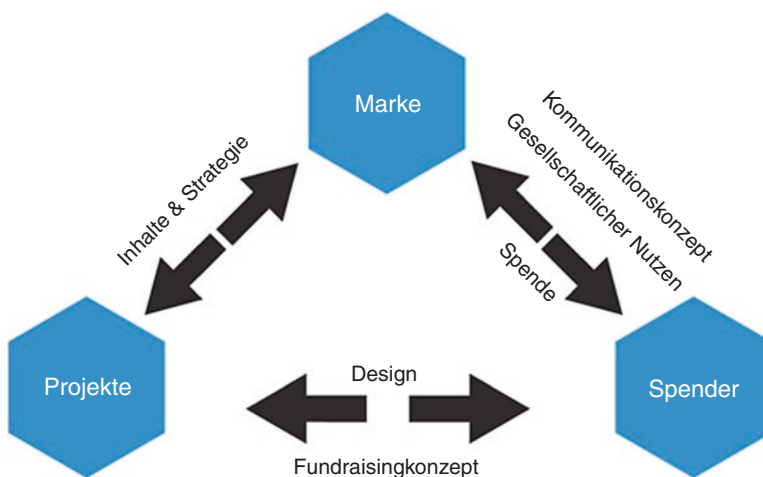 Marke
Inhalte & Strategie
Kommunikationskonzept
Gesellschaftlicher Nutzen
Spende
Projekte
Design
Fundraisingkonzept
Spender